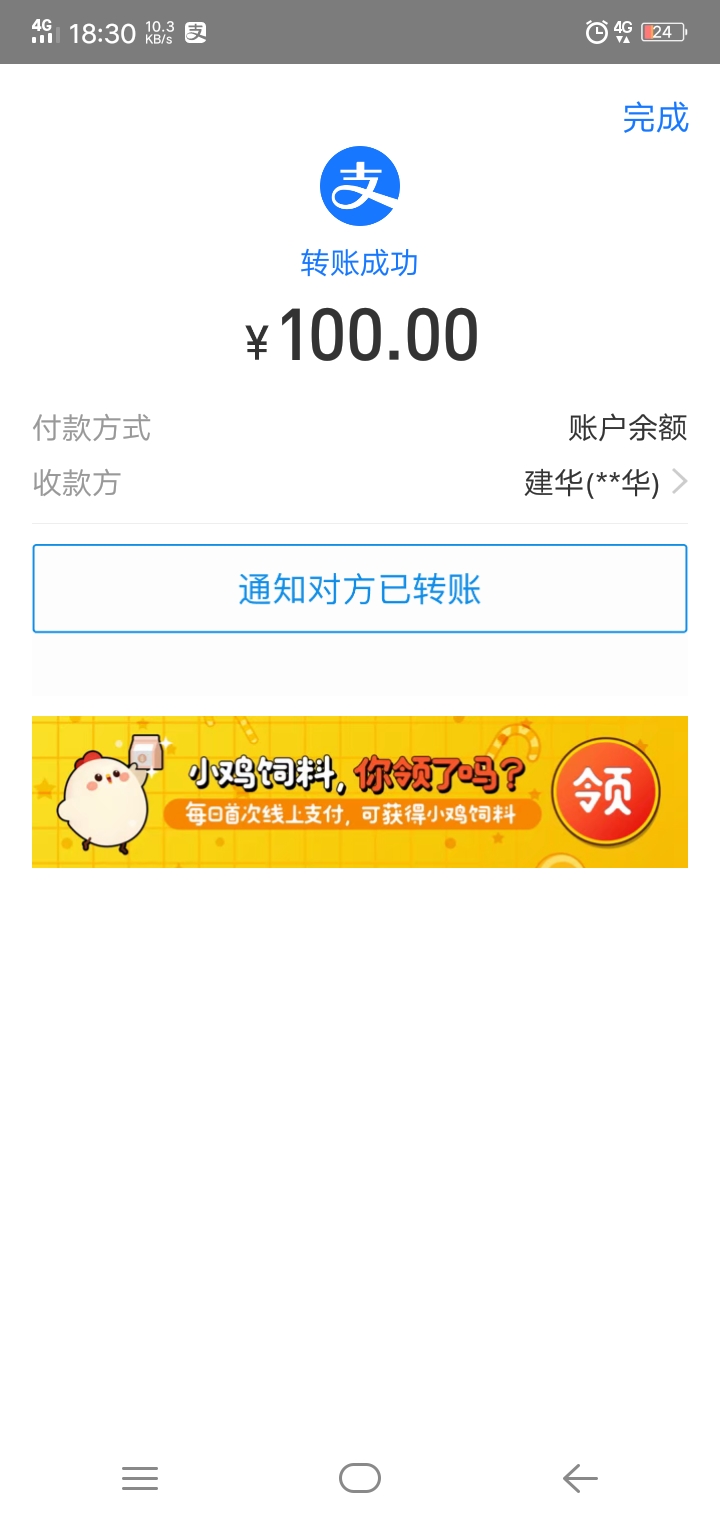 4G 18:30 10.3 KB/s 支 4G 24
完成
支
转账成功
¥100.00
付款方式 账户余额
收款方 建华(**华)
通知对方已转账
小鸡饲料,你领了吗?
每日首次线上支付,可获得小鸡饲料
领